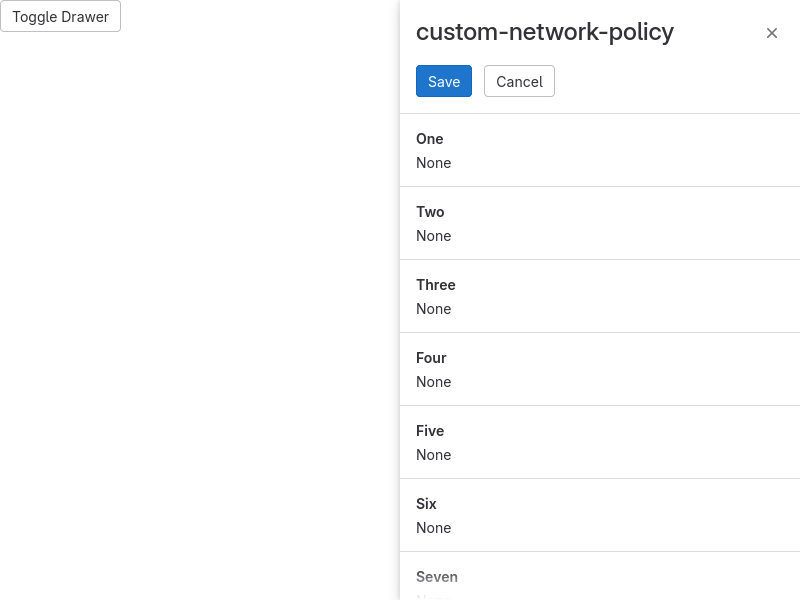 Toggle Drawer
custom-network-policy
Save Cancel
One
None
Two
None
Three
None
Four
None
Five
None
Six
None
Seven